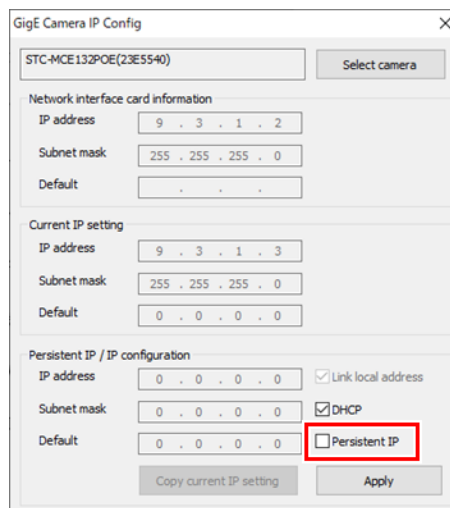 GigE Camera IP Config
STC-MCE132POE(23E5540)
Select camera
Network interface card information
IP address 9 . 3 . 1 . 2
Subnet mask 255 . 255 . 255 . 0
Default . . .
Current IP setting
IP address 9 . 3 . 1 . 3
Subnet mask 255 . 255 . 255 . 0
Default 0 . 0 . 0 . 0
Persistent IP / IP configuration
IP address 0 . 0 . 0 . 0 Link local address
Subnet mask 0 . 0 . 0 . 0 DHCP
Default 0 . 0 . 0 . 0 Persistent IP
Copy current IP setting Apply